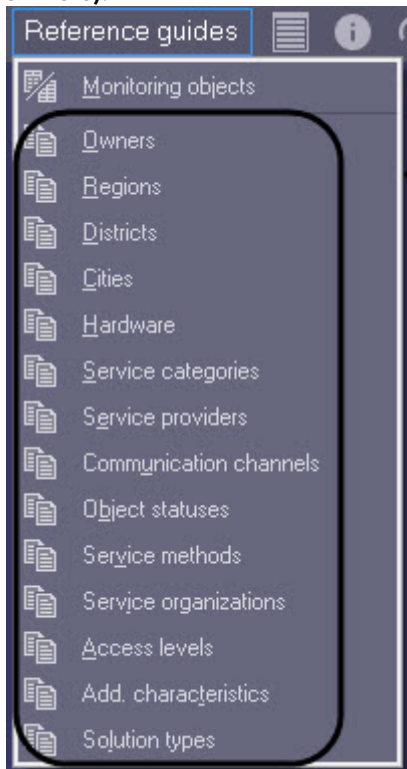 Reference guides
Monitoring objects
Owners
Regions
Districts
Cities
Hardware
Service categories
Service providers
Communication channels
Object statuses
Service methods
Service organizations
Access levels
Add. characteristics
Solution types